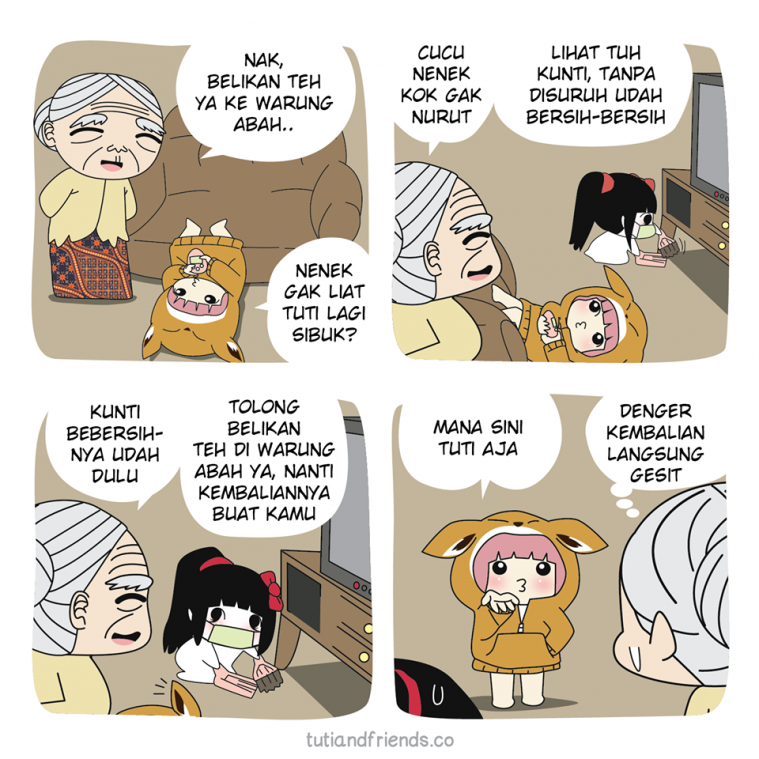 NAK,
BELIKAN TEH
YA KE WARUNG
ABAH..
NENEK
GAK LIAT
TUTI LAGI
SIBUK?
CUCU
NENEK
KOK GAK
NURUT
LIHAT TUH
KUNTI, TANPA
DISURUH UDAH
BERSIH-BERSIH
KUNTI
BEBERSIH-
NYA UDAH
DULU
TOLONG
BELIKAN
TEH DI WARUNG
ABAH YA, NANTI
KEMBALIANNYA
BUAT KAMU
MANA SINI
TUTI AJA
DENGER
KEMBALIAN
LANGSUNG
GESIT
tutiandfriends.co